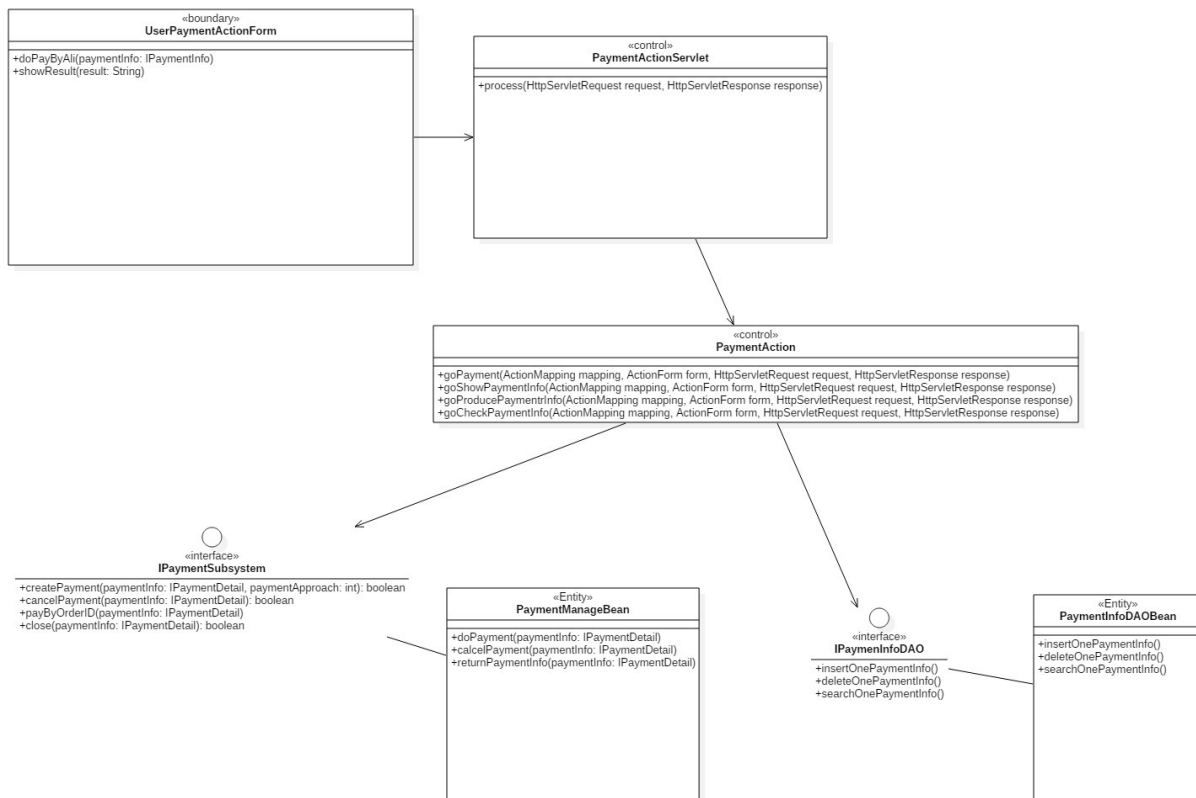 «boundary»
UserPaymentActionForm
+doPayByAli(paymentInfo: IPaymentInfo)
+showResult(result: String)
«control»
PaymentActionServlet
+process(HttpServletRequest request, HttpServletResponse response)
«control»
PaymentAction
+goPayment(ActionMapping mapping, ActionForm form, HttpServletRequest request, HttpServletResponse response)
+goShowPaymentInfo(ActionMapping mapping, ActionForm form, HttpServletRequest request, HttpServletResponse response)
+goProducePaymentrInfo(ActionMapping mapping, ActionForm form, HttpServletRequest request, HttpServletResponse response)
+goCheckPaymentInfo(ActionMapping mapping, ActionForm form, HttpServletRequest request, HttpServletResponse response)
«interface»
IPaymentSubsystem
+createPayment(paymentInfo: IPaymentDetail, paymentApproach: int): boolean
+cancelPayment(paymentInfo: IPaymentDetail): boolean
+payByOrderID(paymentInfo: IPaymentDetail)
+close(paymentInfo: IPaymentDetail): boolean
«Entity»
PaymentManageBean
+doPayment(paymentInfo: IPaymentDetail)
+calcelPayment(paymentInfo: IPaymentDetail)
+returnPaymentInfo(paymentInfo: IPaymentDetail)
«interface»
IPaymenInfoDAO
+insertOnePaymentInfo()
+deleteOnePaymentInfo()
+searchOnePaymentInfo()
«Entity»
PaymentInfoDAOBean
+insertOnePaymentInfo()
+deleteOnePaymentInfo()
+searchOnePaymentInfo()